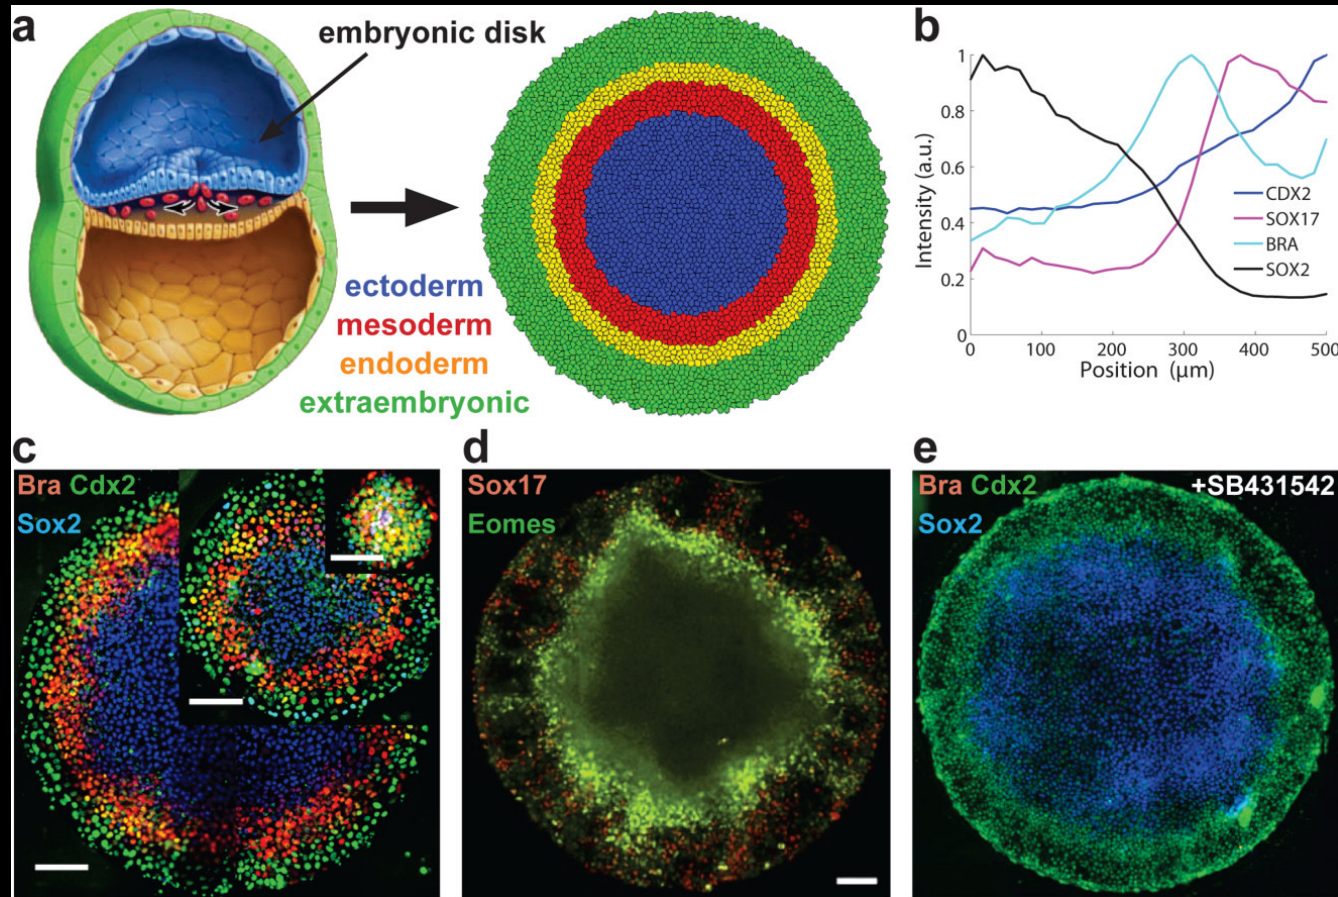 a
embryonic disk
ectoderm
mesoderm
endoderm
extraembryonic
b
1
0.8
0.6
0.4
0.2
0
Intensity (a.u.)
0 100 200 300 400 500
Position (μm)
CDX2
SOX17
BRA
SOX2
c
Bra Cdx2
Sox2
d
Sox17
Eomes
e
Bra Cdx2 +SB431542
Sox2